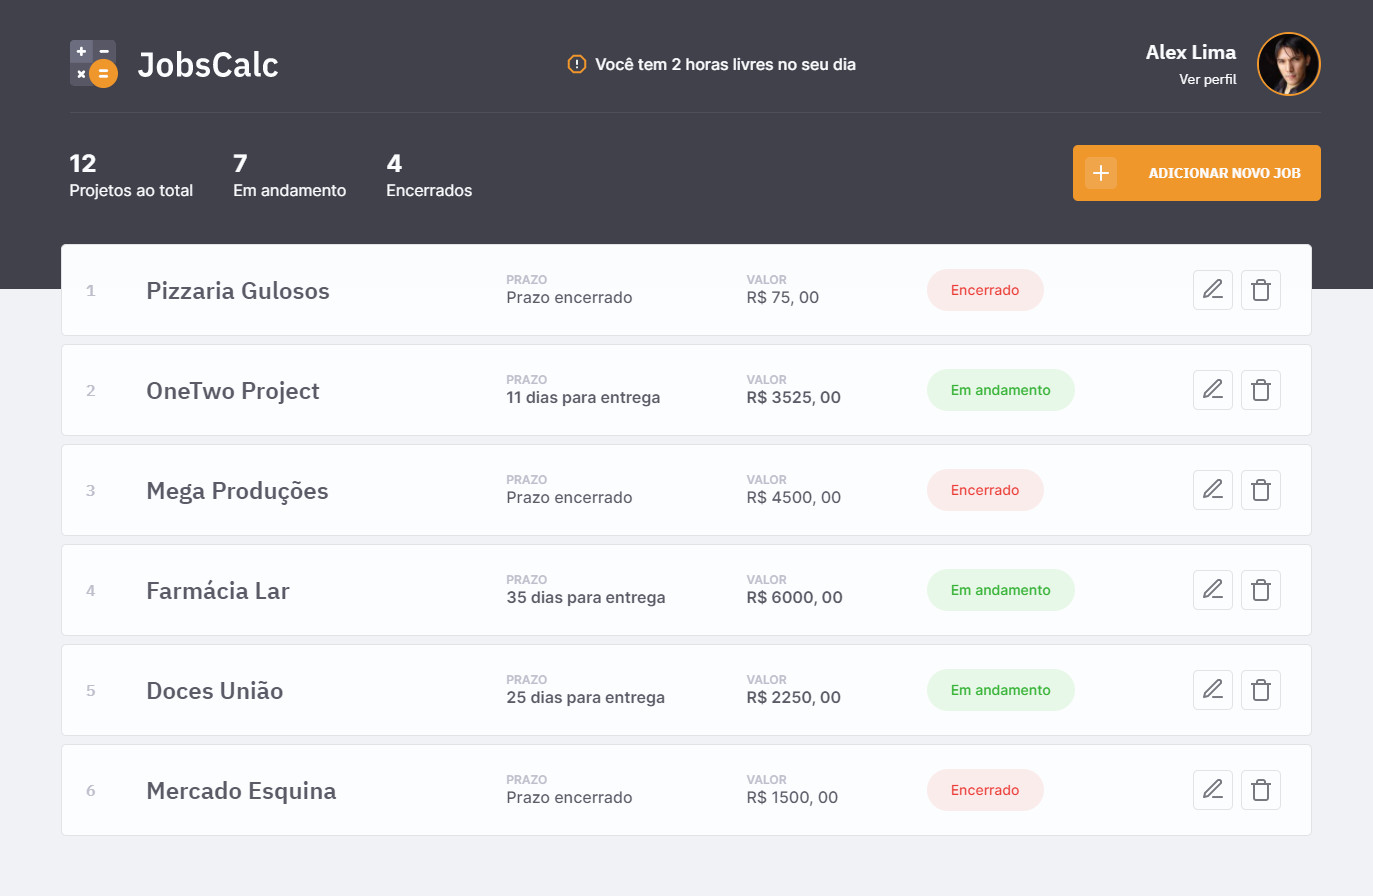 JobsCalc
Você tem 2 horas livres no seu dia
Alex Lima
Ver perfil
12
Projetos ao total
7
Em andamento
4
Encerrados
ADICIONAR NOVO JOB
1
Pizzaria Gulosos
PRAZO
Prazo encerrado
VALOR
R$ 75, 00
Encerrado
2
OneTwo Project
PRAZO
11 dias para entrega
VALOR
R$ 3525, 00
Em andamento
3
Mega Produções
PRAZO
Prazo encerrado
VALOR
R$ 4500, 00
Encerrado
4
Farmácia Lar
PRAZO
35 dias para entrega
VALOR
R$ 6000, 00
Em andamento
5
Doces União
PRAZO
25 dias para entrega
VALOR
R$ 2250, 00
Em andamento
6
Mercado Esquina
PRAZO
Prazo encerrado
VALOR
R$ 1500, 00
Encerrado